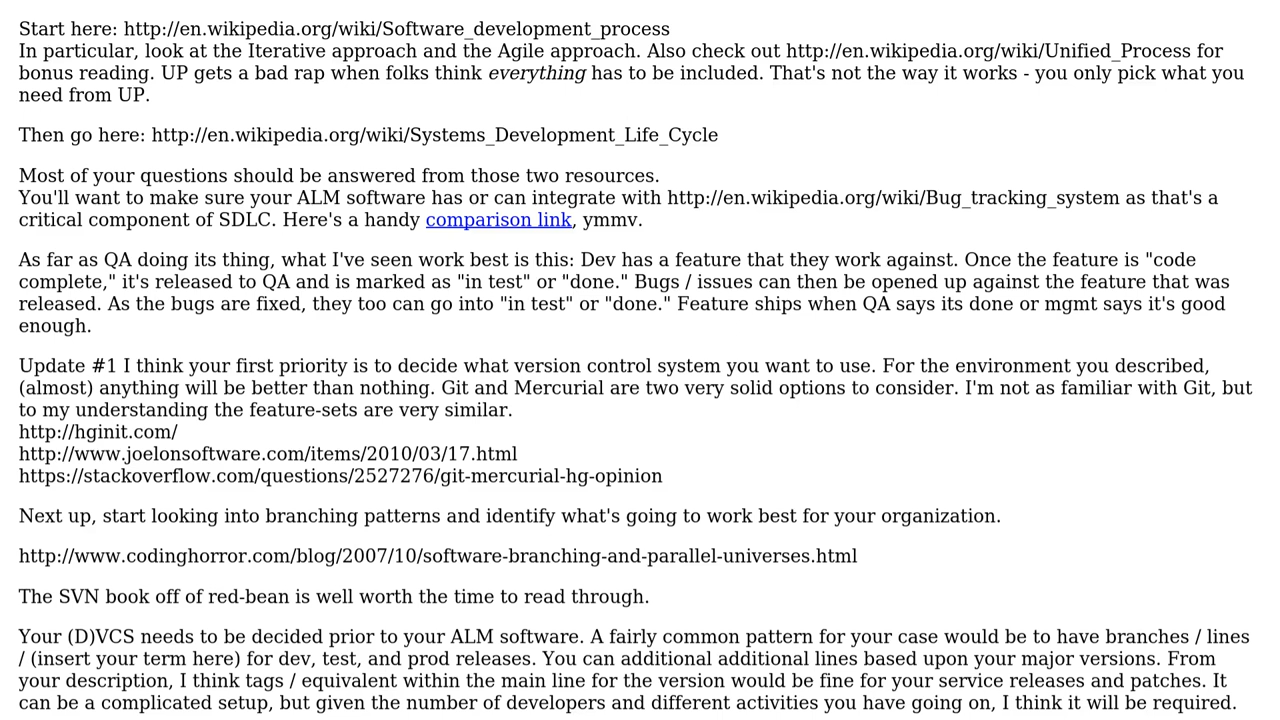 Start here: http://en.wikipedia.org/wiki/Software_development_process
In particular, look at the Iterative approach and the Agile approach. Also check out http://en.wikipedia.org/wiki/Unified_Process for
bonus reading. UP gets a bad rap when folks think everything has to be included. That's not the way it works - you only pick what you
need from UP.
Then go here: http://en.wikipedia.org/wiki/Systems_Development_Life_Cycle
Most of your questions should be answered from those two resources.
You'll want to make sure your ALM software has or can integrate with http://en.wikipedia.org/wiki/Bug_tracking_system as that's a
critical component of SDLC. Here's a handy comparison link, ymmv.
As far as QA doing its thing, what I've seen work best is this: Dev has a feature that they work against. Once the feature is "code
complete," it's released to QA and is marked as "in test" or "done." Bugs / issues can then be opened up against the feature that was
released. As the bugs are fixed, they too can go into "in test" or "done." Feature ships when QA says its done or mgmt says it's good
enough.
Update #1 I think your first priority is to decide what version control system you want to use. For the environment you described,
(almost) anything will be better than nothing. Git and Mercurial are two very solid options to consider. I'm not as familiar with Git, but
to my understanding the feature-sets are very similar.
http://hginit.com/
http://www.joelonsoftware.com/items/2010/03/17.html
https://stackoverflow.com/questions/2527276/git-mercurial-hg-opinion
Next up, start looking into branching patterns and identify what's going to work best for your organization.
http://www.codinghorror.com/blog/2007/10/software-branching-and-parallel-universes.html
The SVN book off of red-bean is well worth the time to read through.
Your (D)VCS needs to be decided prior to your ALM software. A fairly common pattern for your case would be to have branches / lines
/ (insert your term here) for dev, test, and prod releases. You can additional additional lines based upon your major versions. From
your description, I think tags / equivalent within the main line for the version would be fine for your service releases and patches. It
can be a complicated setup, but given the number of developers and different activities you have going on, I think it will be required.